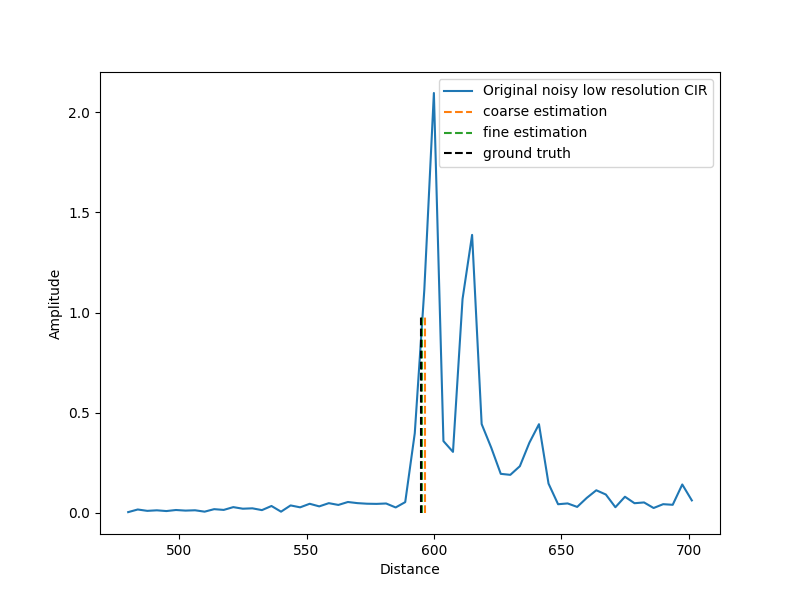 Original noisy low resolution CIR
coarse estimation
fine estimation
ground truth
2.0
1.5
1.0
0.5
0.0
Amplitude
500
550
600
650
700
Distance